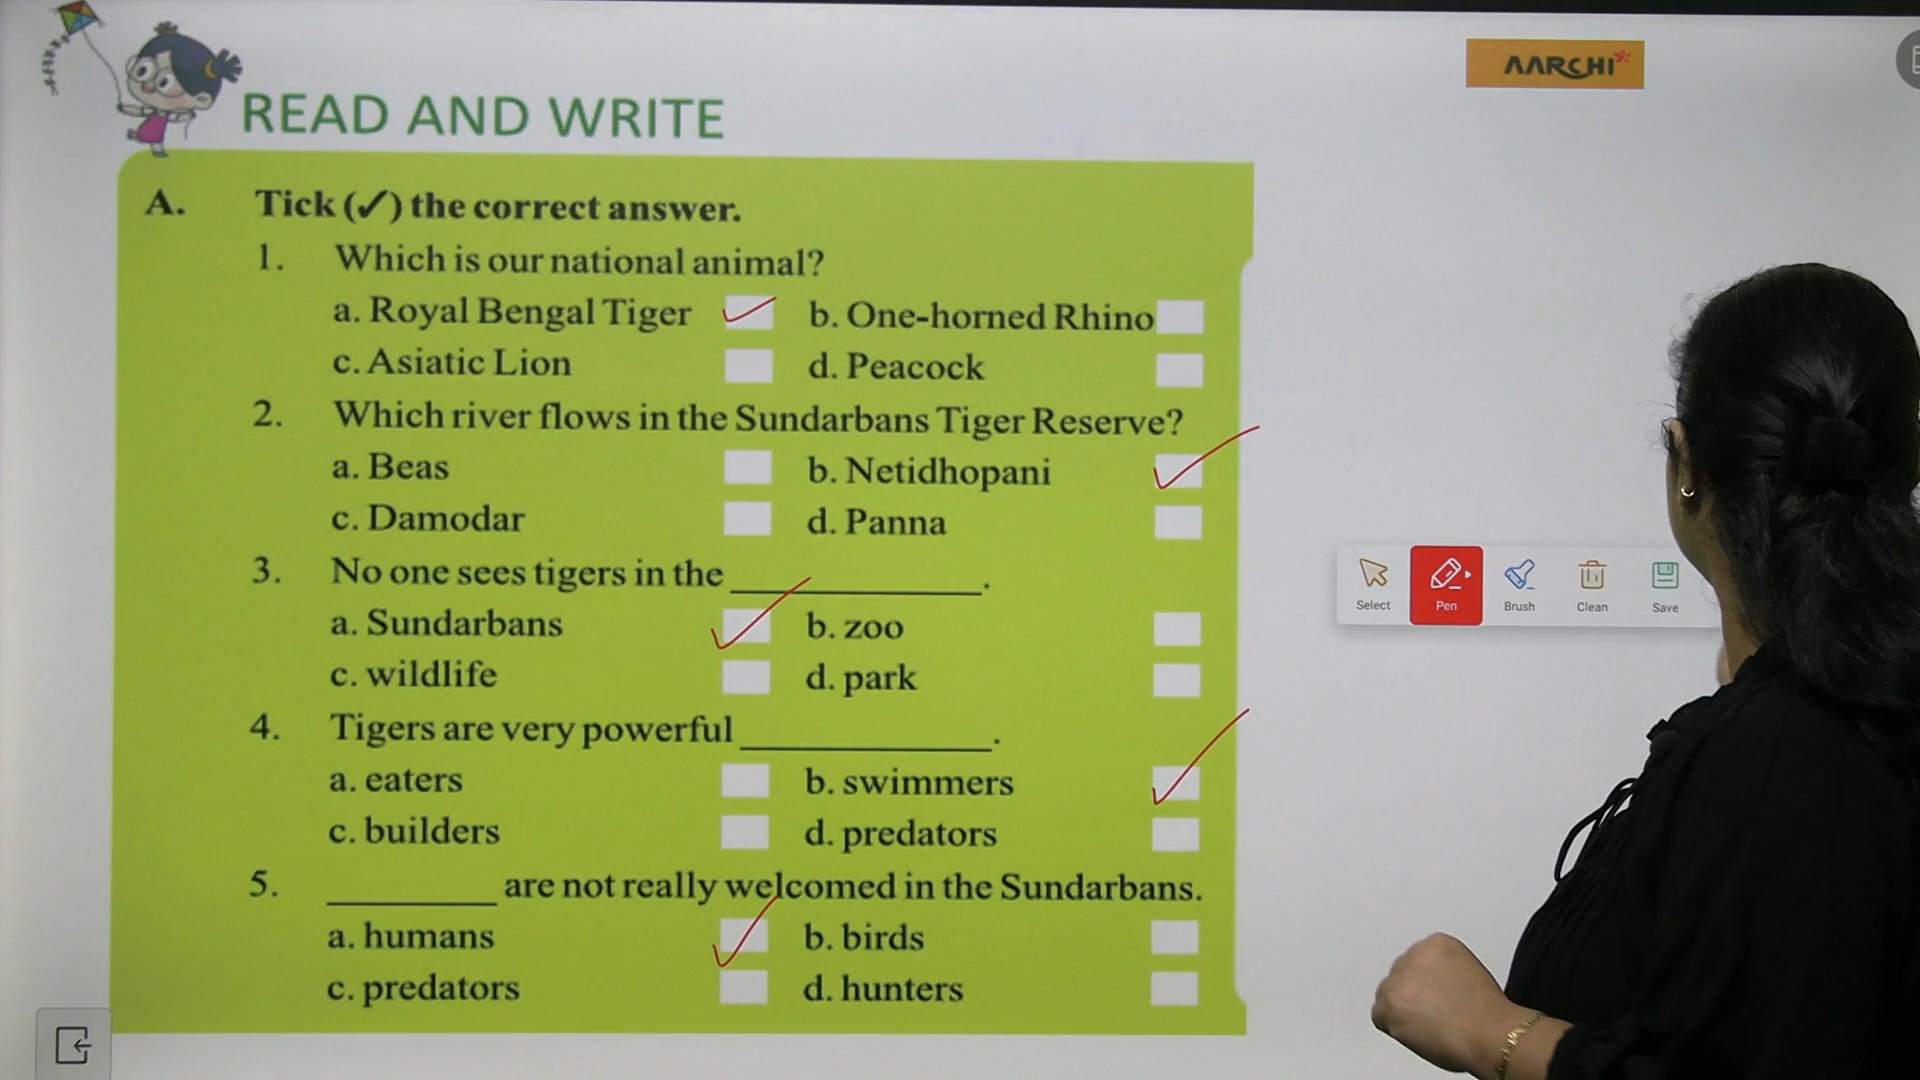 AARCHI
READ AND WRITE
A. Tick (✓) the correct answer.
1. Which is our national animal?
a. Royal Bengal Tiger b. One-horned Rhino
c. Asiatic Lion d. Peacock
2. Which river flows in the Sundarbans Tiger Reserve?
a. Beas b. Netidhopani
c. Damodar d. Panna
3. No one sees tigers in the ____________.
a. Sundarbans b. zoo
c. wildlife d. park
4. Tigers are very powerful ____________.
a. eaters b. swimmers
c. builders d. predators
5. ________ are not really welcomed in the Sundarbans.
a. humans b. birds
c. predators d. hunters
Select Pen Brush Clean Save